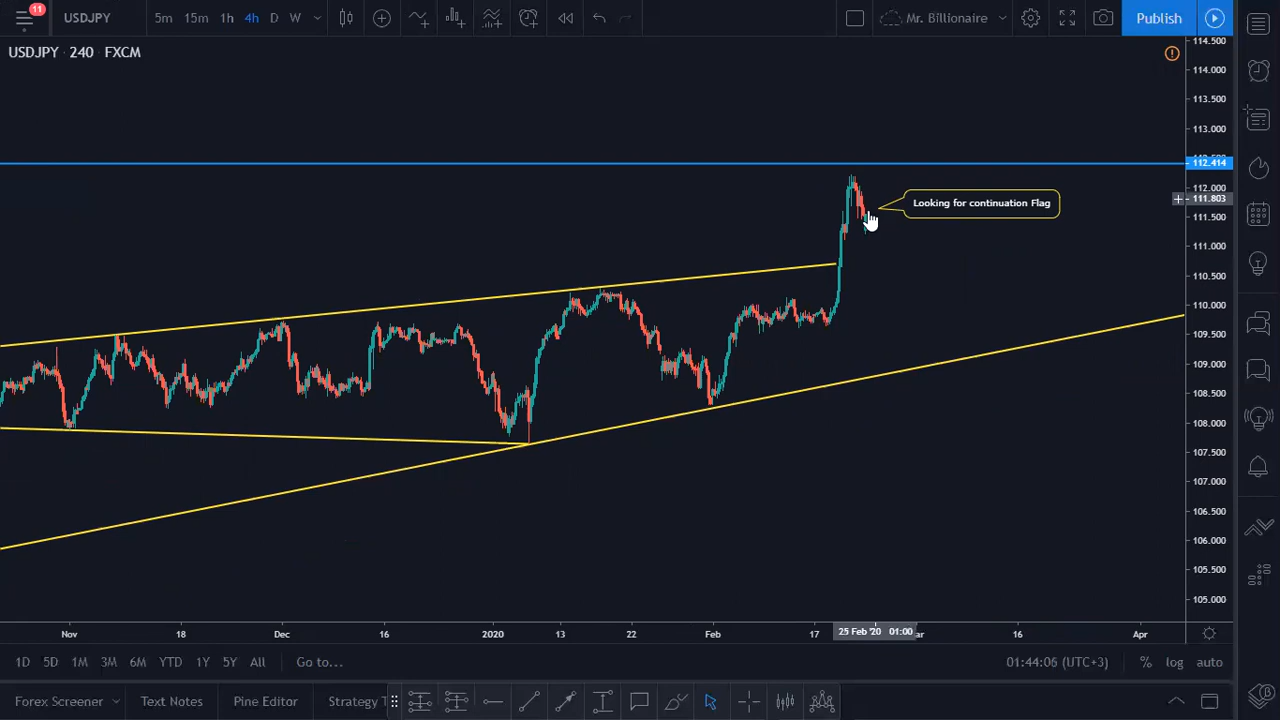 11
USDJPY
5m 15m 1h 4h D W
Mr. Billionaire
Publish
USDJPY 240 FXCM
114.500
114.000
113.500
113.000
112.414
112.000
111.803
111.500
111.000
110.500
110.000
109.500
109.000
108.500
108.000
107.500
107.000
106.500
106.000
105.500
105.000
Looking for continuation Flag
Nov 18 Dec 16 2020 13 22 Feb 17 25 Feb '20 01:00 ar 16 Apr
1D 5D 1M 3M 6M YTD 1Y 5Y All Go to... 01:44:06 (UTC+3) % log auto
Forex Screener Text Notes Pine Editor Strategy T